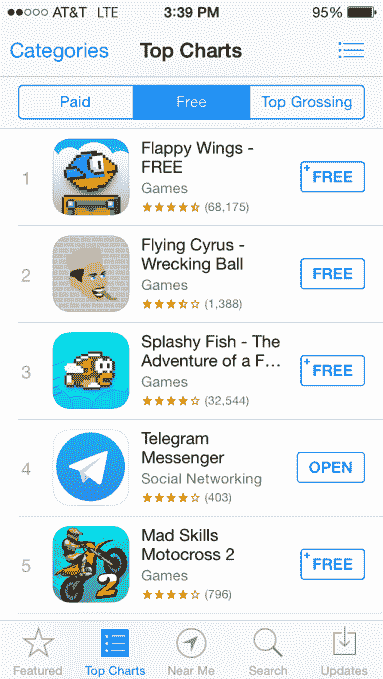 AT&T LTE 3:39 PM 95%
Categories Top Charts
Paid Free Top Grossing
1 Flappy Wings -
FREE
Games
(68,175)
+ FREE
2 Flying Cyrus -
Wrecking Ball
Games
(1,388)
FREE
3 Splashy Fish - The
Adventure of a F...
Games
(32,544)
+ FREE
4 Telegram
Messenger
Social Networking
(403)
OPEN
5 Mad Skills
Motocross 2
Games
(796)
+ FREE
2
Featured Top Charts Near Me Search Updates